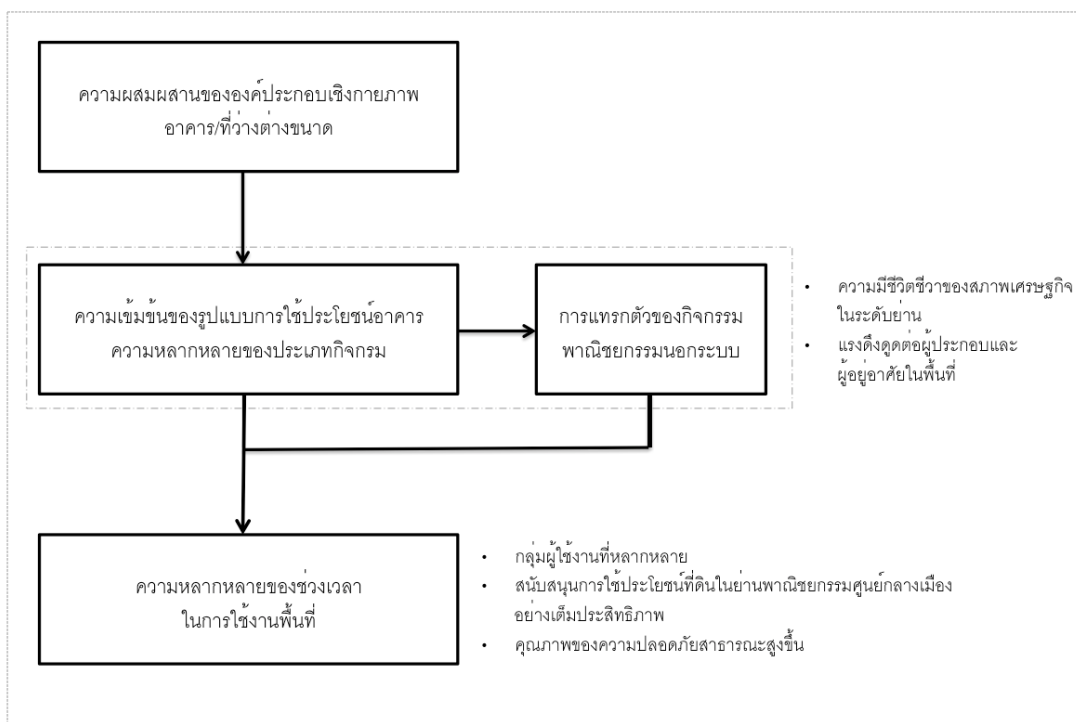 ความผสมผสานขององค์ประกอบเชิงกายภาพ
อาคาร/ที่ว่างต่างขนาด
ความเข้มข้นของรูปแบบการใช้ประโยชน์อาคาร
ความหลากหลายของประเภทกิจกรรม
การแทรกตัวของกิจกรรม
พาณิชยกรรมนอกระบบ
• ความมีชีวิตชีวาของสภาพเศรษฐกิจ
ในระดับย่าน
• แรงดึงดูดต่อผู้ประกอบและ
ผู้อยู่อาศัยในพื้นที่
ความหลากหลายของช่วงเวลา
ในการใช้งานพื้นที่
• กลุ่มผู้ใช้งานที่หลากหลาย
• สนับสนุนการใช้ประโยชน์ที่ดินในย่านพาณิชยกรรมศูนย์กลางเมือง
อย่างเต็มประสิทธิภาพ
• คุณภาพของความปลอดภัยสาธารณะสูงขึ้น